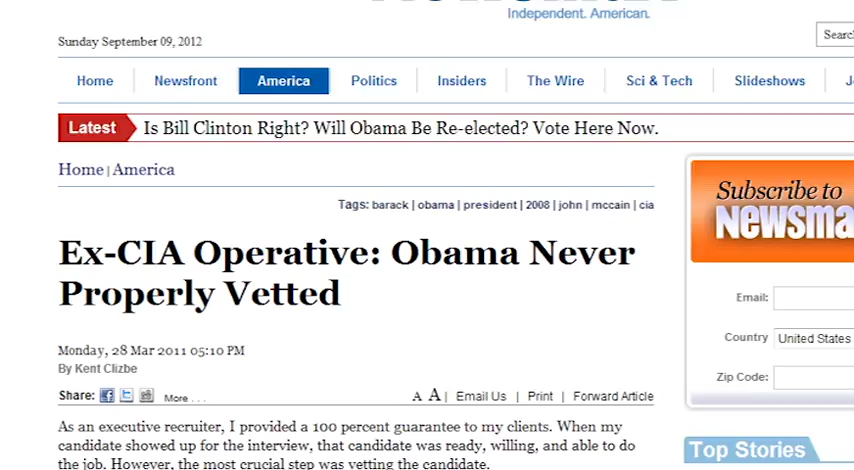 Independent. American.
Sunday September 09, 2012
Search
Home Newsfront America Politics Insiders The Wire Sci & Tech Slideshows
Latest Is Bill Clinton Right? Will Obama Be Re-elected? Vote Here Now.
Home | America
Tags: barack | obama | president | 2008 | john | mccain | cia
Subscribe to
Newsma
Ex-CIA Operative: Obama Never
Properly Vetted
Email:
Country United States
Zip Code:
Monday, 28 Mar 2011 05:10 PM
By Kent Clizbe
Share: More . . . A A | Email Us | Print | Forward Article
As an executive recruiter, I provided a 100 percent guarantee to my clients. When my
candidate showed up for the interview, that candidate was ready, willing, and able to do
the job. However, the most crucial step was vetting the candidate.
Top Stories